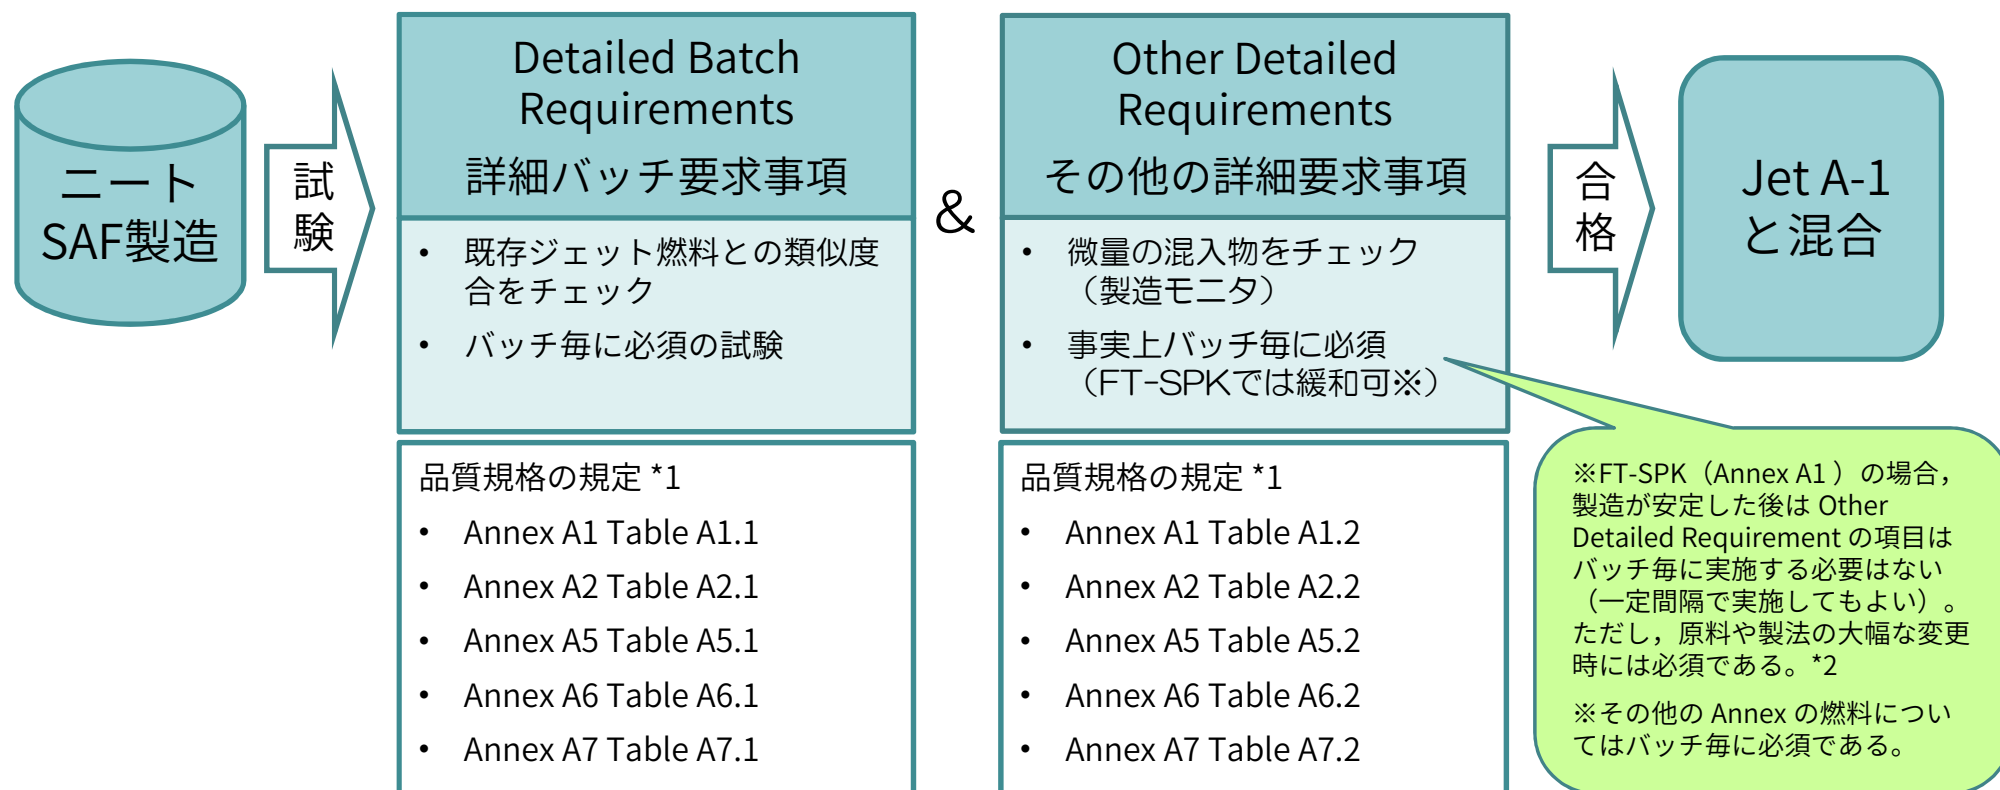 ニート
SAF製造
試
験
Detailed Batch
Requirements
詳細バッチ要求事項
• 既存ジェット燃料との類似度
合をチェック
• バッチ毎に必須の試験
品質規格の規定 *1
• Annex A1 Table A1.1
• Annex A2 Table A2.1
• Annex A5 Table A5.1
• Annex A6 Table A6.1
• Annex A7 Table A7.1
&
Other Detailed
Requirements
その他の詳細要求事項
• 微量の混入物をチェック
（製造モニタ）
• 事実上バッチ毎に必須
（FT-SPKでは緩和可※）
品質規格の規定 *1
• Annex A1 Table A1.2
• Annex A2 Table A2.2
• Annex A5 Table A5.2
• Annex A6 Table A6.2
• Annex A7 Table A7.2
合
格
Jet A-1
と混合
※FT-SPK（Annex A1 ）の場合，
製造が安定した後は Other
Detailed Requirement の項目は
バッチ毎に実施する必要はない
（一定間隔で実施してもよい）。
ただし，原料や製法の大幅な変更
時には必須である。*2
※その他の Annex の燃料につい
てはバッチ毎に必須である。